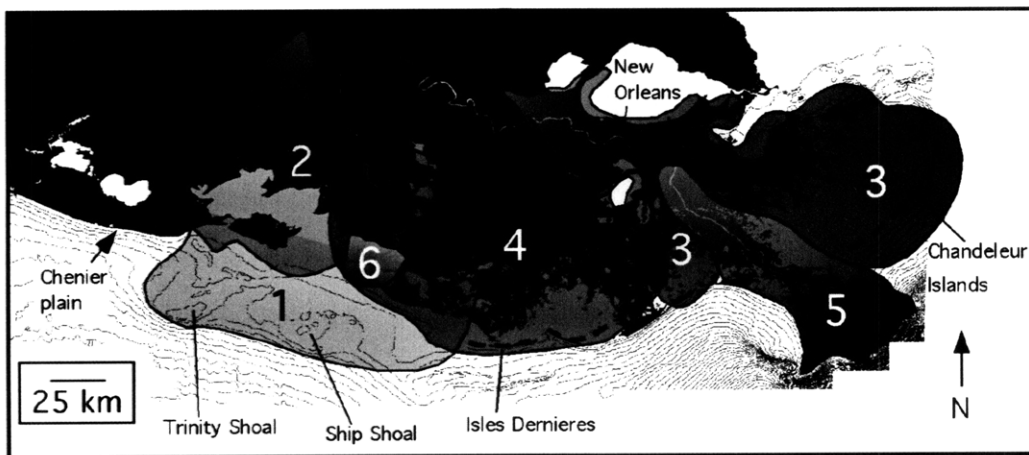 New
Orleans
2
3
4
3
6
Chandeleur
Islands
Chenier
plain
1
5
25 km
N
Trinity Shoal
Ship Shoal
Isles Dernieres